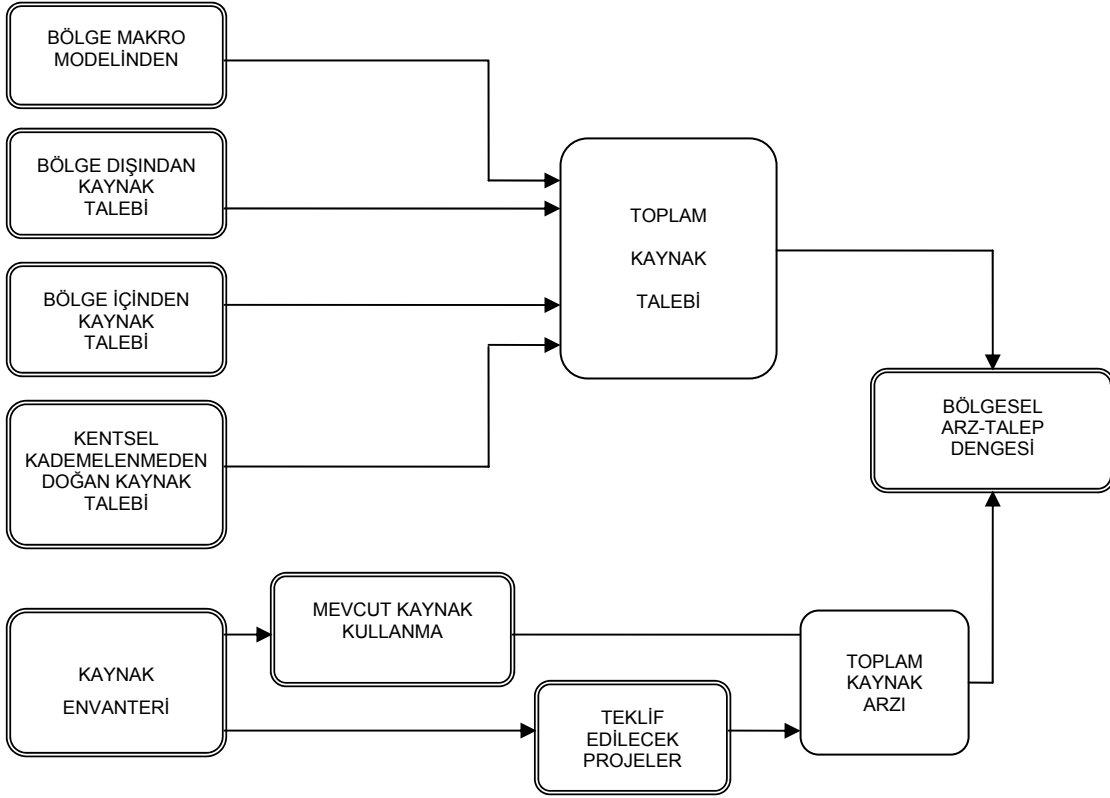 BÖLGE MAKRO
MODELİNDEN
BÖLGE DIŞINDAN
KAYNAK
TALEBİ
BÖLGE İÇİNDEN
KAYNAK
TALEBİ
KENTSEL
KADEMELENMEDEN
DOĞAN KAYNAK
TALEBİ
TOPLAM
KAYNAK
TALEBİ
BÖLGESEL
ARZ-TALEP
DENGESİ
KAYNAK
ENVANTERİ
MEVCUT KAYNAK
KULLANMA
TEKLİF
EDİLECEK
PROJELER
TOPLAM
KAYNAK
ARZI